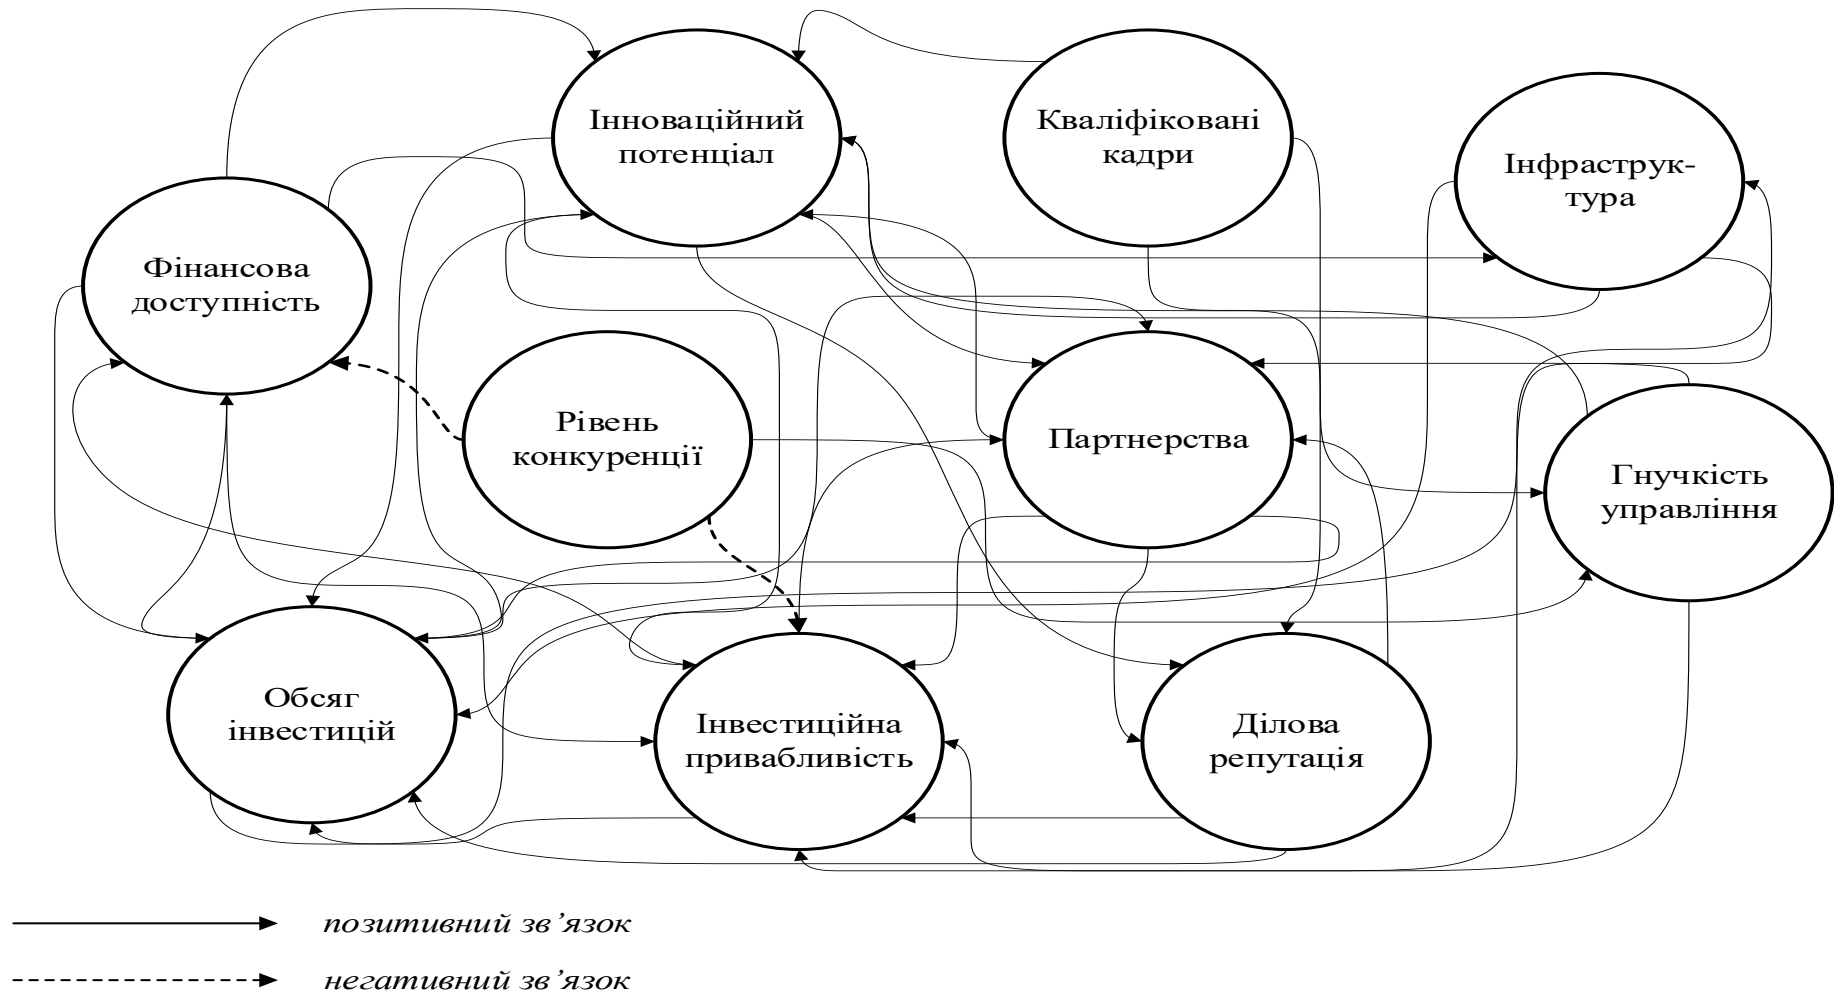 Інноваційний
потенціал
Кваліфіковані
кадри
Інфраструк-
тура
Фінансова
доступність
Рівень
конкуренції
Партнерства
Гнучкість
управління
Обсяг
інвестицій
Інвестиційна
привабливість
Ділова
репутація
позитивний зв’язок
негативний зв’язок